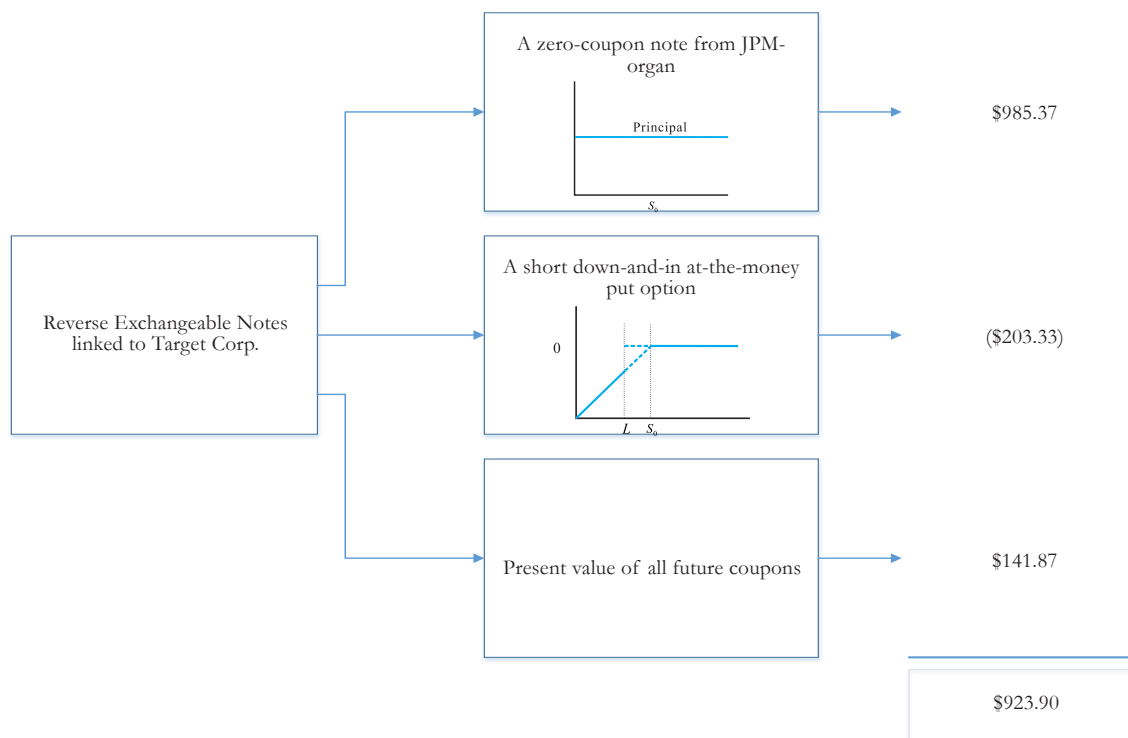 A zero-coupon note from JPM-
organ
Principal
S₀
$985.37
Reverse Exchangeable Notes
linked to Target Corp.
A short down-and-in at-the-money
put option
0
L S₀
($203.33)
Present value of all future coupons
$141.87
$923.90